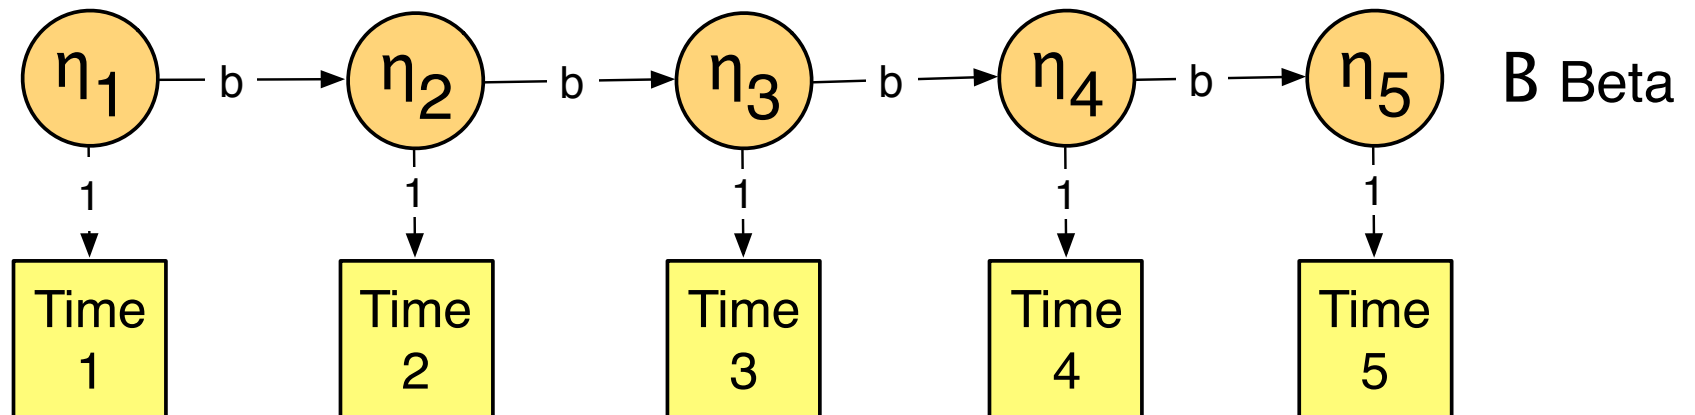 η1 b η2 b η3 b η4 b η5 B Beta
1 1 1 1 1
Time Time Time Time Time
1 2 3 4 5